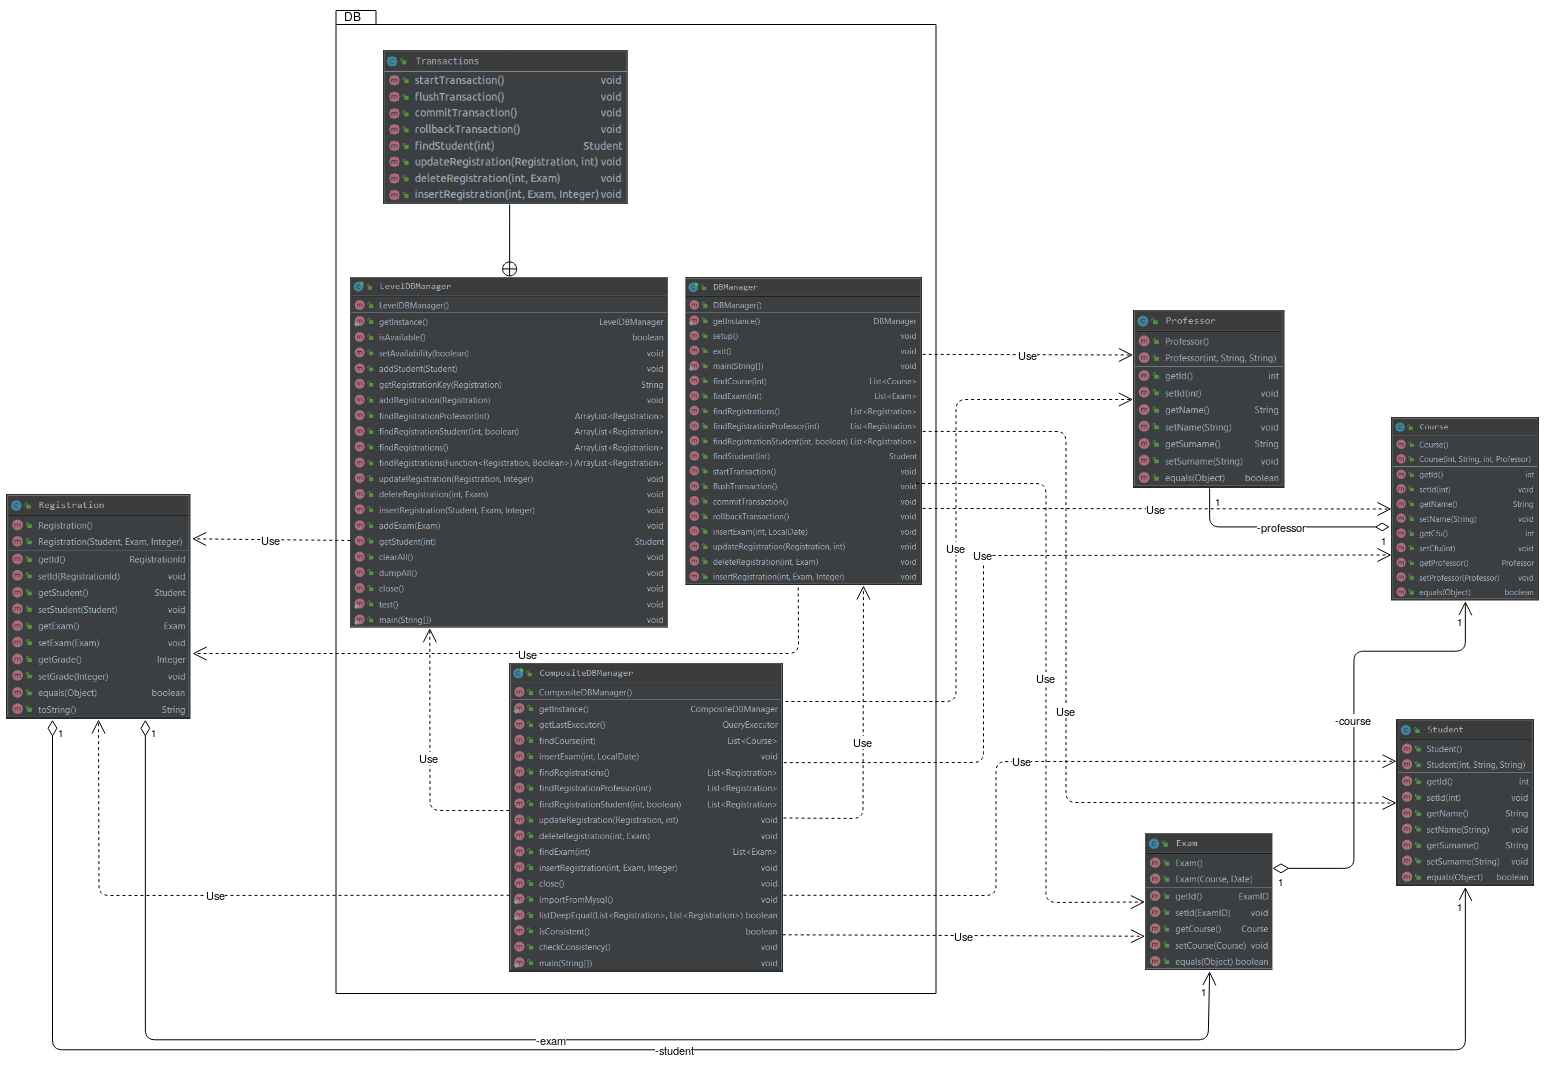 DB
Transactions
startTransaction() void
flushTransaction() void
commitTransaction() void
rollbackTransaction() void
findStudent(int) Student
updateRegistration(Registration, int) void
deleteRegistration(int, Exam) void
insertRegistration(int, Exam, Integer) void
LevelDBManager
LevelDBManager()
getInstance() LevelDBManager
isAvailable() boolean
setAvailability(boolean) void
addStudent(Student) void
getRegistrationKey(Registration) String
addRegistration(Registration) void
findRegistrationProfessor(int) ArrayList<Registration>
findRegistrationStudent(int, boolean) ArrayList<Registration>
findRegistrations() ArrayList<Registration>
findRegistrations(Function<Registration, Boolean>) ArrayList<Registration>
updateRegistration(Registration, Integer) void
deleteRegistration(int, Exam) void
insertRegistration(Student, Exam, Integer) void
addExam(Exam) void
getStudent(int) Student
clearAll() void
dumpAll() void
close() void
test() void
main(String[]) void
DBManager
DBManager()
getInstance() DBManager
setup() void
exit() void
main(String[]) void
findCourse(int) List<Course>
findExam(int) List<Exam>
findRegistrations() List<Registration>
findRegistrationProfessor(int) List<Registration>
findRegistrationStudent(int, boolean) List<Registration>
findStudent(int) Student
startTransaction() void
flushTransaction() void
commitTransaction() void
rollbackTransaction() void
insertExam(int, LocalDate) void
updateRegistration(Registration, int) void
deleteRegistration(int, Exam) void
insertRegistration(int, Exam, Integer) void
Professor
Professor()
Professor(int, String, String)
getId() int
setId(int) void
getName() String
setName(String) void
getSurname() String
setSurname(String) void
equals(Object) boolean
Course
Course()
Course(int, String, int, Professor)
getId() int
setId(int) void
getName() String
setName(String) void
getCfu() int
setCfu(int) void
getProfessor() Professor
setProfessor(Professor) void
equals(Object) boolean
Registration
Registration()
Registration(Student, Exam, Integer)
getId() RegistrationId
setId(RegistrationId) void
getStudent() Student
setStudent(Student) void
getExam() Exam
setExam(Exam) void
getGrade() Integer
setGrade(Integer) void
equals(Object) boolean
toString() String
CompositeDBManager
CompositeDBManager()
getInstance() CompositeDBManager
getLastExecutor() QueryExecutor
findCourse(int) List<Course>
insertExam(int, LocalDate) void
findRegistrations() List<Registration>
findRegistrationProfessor(int) List<Registration>
findRegistrationStudent(int, boolean) List<Registration>
updateRegistration(Registration, int) void
deleteRegistration(int, Exam) void
findExam(int) List<Exam>
insertRegistration(int, Exam, Integer) void
close() void
importFromMysql() void
listDeepEqual(List<Registration>, List<Registration>) boolean
isConsistent() boolean
checkConsistency() void
main(String[]) void
Student
Student()
Student(int, String, String)
getId() int
setId(int) void
getName() String
setName(String) void
getSurname() String
setSurname(String) void
equals(Object) boolean
Exam
Exam()
Exam(Course, Date)
getId() ExamID
setId(ExamID) void
getCourse() Course
setCourse(Course) void
equals(Object) boolean
Use
Use
Use
Use
Use
Use
Use
Use
Use
Use
Use
Use
Use
1
-professor
1
1
-course
1
1
-exam
1
1
-student
1